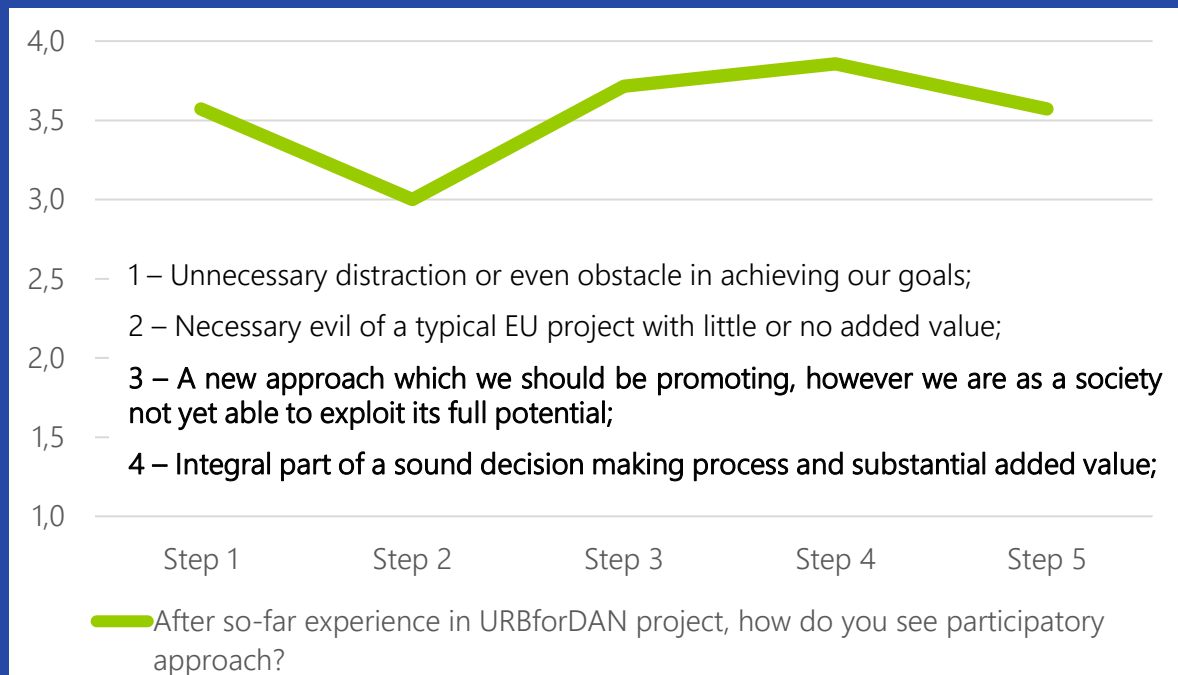 4,0
3,5
3,0
2,5
1 – Unnecessary distraction or even obstacle in achieving our goals;
2 – Necessary evil of a typical EU project with little or no added value;
2,0
3 – A new approach which we should be promoting, however we are as a society
not yet able to exploit its full potential;
1,5
4 – Integral part of a sound decision making process and substantial added value;
1,0
Step 1 Step 2 Step 3 Step 4 Step 5
After so-far experience in URBforDAN project, how do you see participatory
approach?